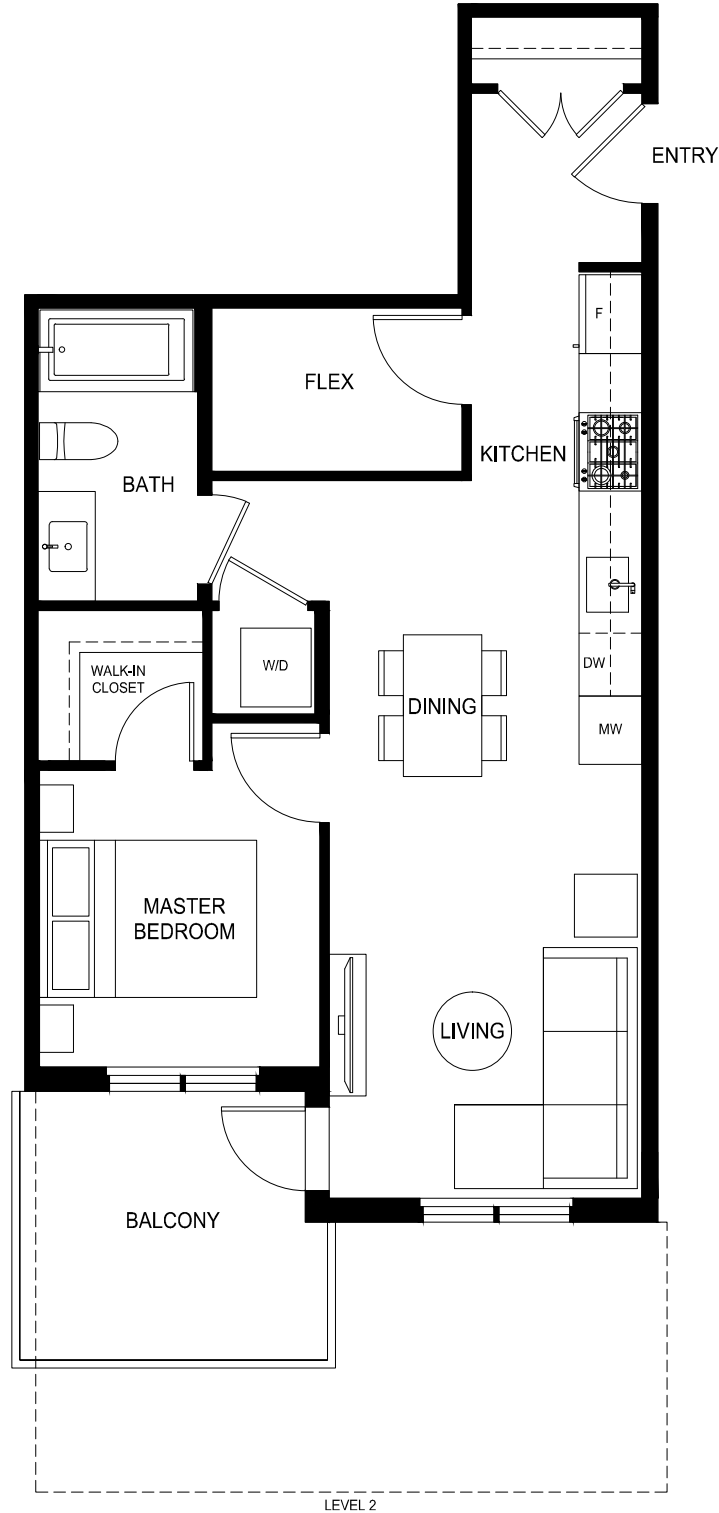 ENTRY
F
FLEX
KITCHEN
BATH
W/D
WALK-IN
CLOSET
DW
DINING
MW
MASTER
BEDROOM
LIVING
BALCONY
LEVEL 2